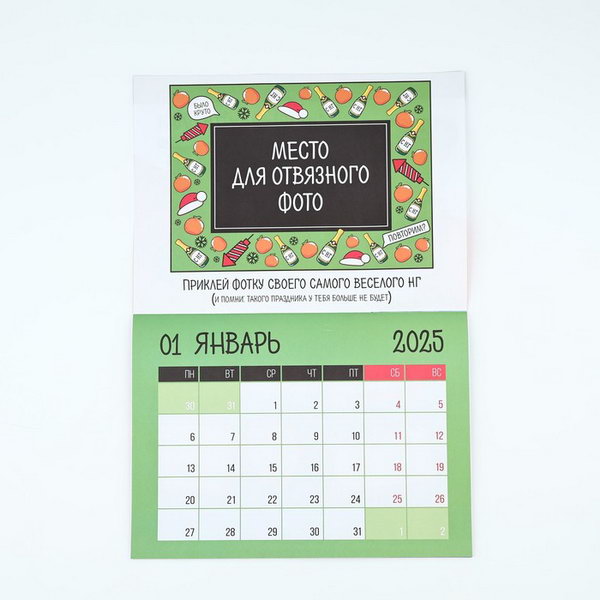 БЫЛО
КРУТО
МЕСТО
ДЛЯ ОТВЯЗНОГО
ФОТО
ПОВТОРИМ?
ПРИКЛЕЙ ФОТКУ СВОЕГО САМОГО ВЕСЕЛОГО НГ
(И ПОМНИ: ТАКОГО ПРАЗДНИКА У ТЕБЯ БОЛЬШЕ НЕ БУДЕТ)
01 ЯНВАРЬ 2025
ПН ВТ СР ЧТ ПТ СБ ВС
30 31 1 2 3 4 5
6 7 8 9 10 11 12
13 14 15 16 17 18 19
20 21 22 23 24 25 26
27 28 29 30 31 1 2